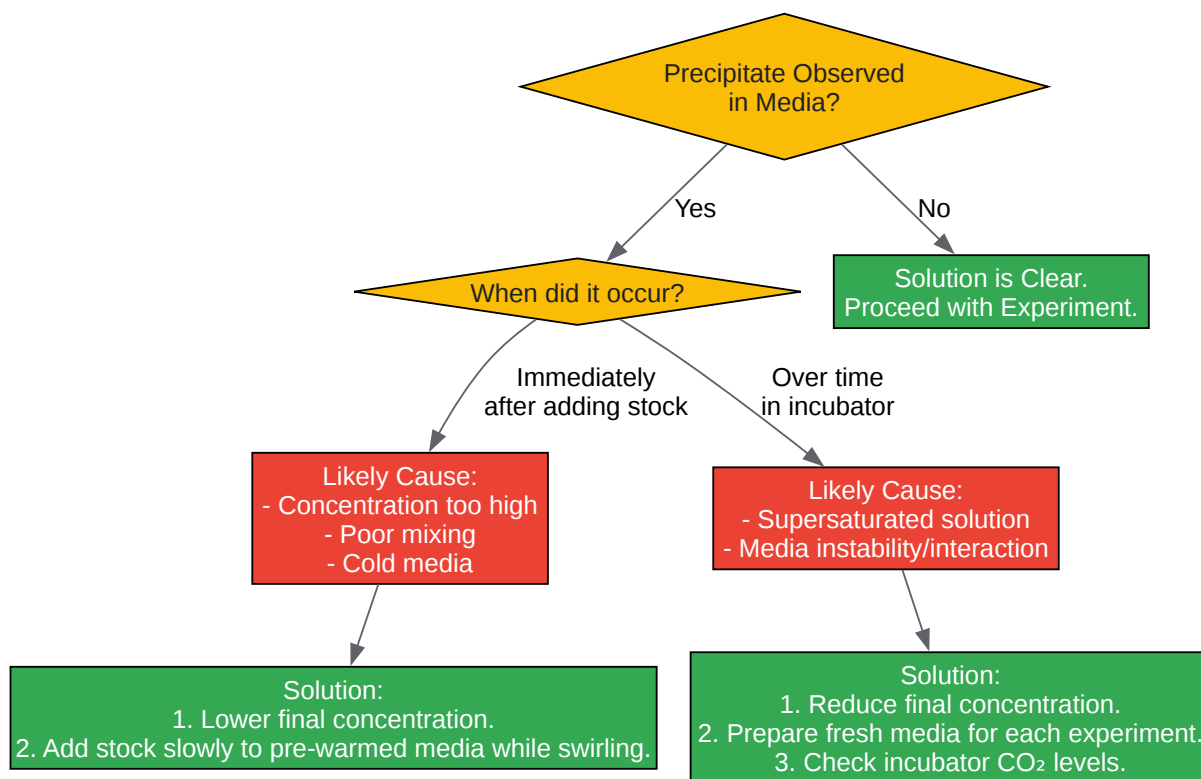 Precipitate Observed
in Media?
Yes
No
When did it occur?
Solution is Clear.
Proceed with Experiment.
Immediately
after adding stock
Over time
in incubator
Likely Cause:
- Concentration too high
- Poor mixing
- Cold media
Likely Cause:
- Supersaturated solution
- Media instability/interaction
Solution:
1. Lower final concentration.
2. Add stock slowly to pre-warmed media while swirling.
Solution:
1. Reduce final concentration.
2. Prepare fresh media for each experiment.
3. Check incubator CO₂ levels.